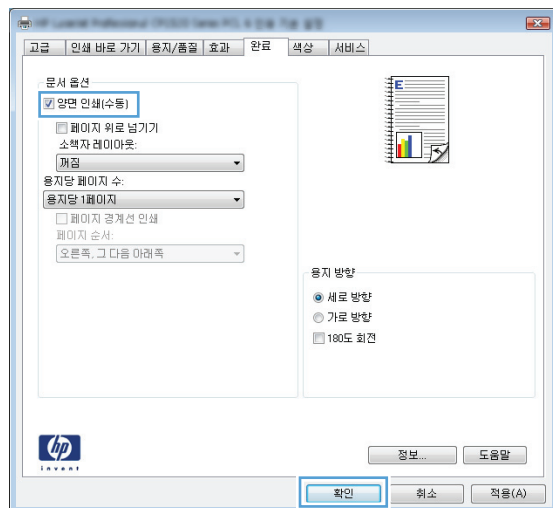 고급 인쇄 바로 가기 용지/품질 효과 완료 색상 서비스
문서 옵션
양면 인쇄(수동)
페이지 위로 넘기기
소책자 레이아웃:
꺼짐
용지당 페이지 수:
용지당 1페이지
페이지 경계선 인쇄
페이지 순서:
오른쪽, 그 다음 아래쪽
E
용지 방향
세로 방향
가로 방향
180도 회전
hp
invent
정보... 도움말
확인 취소 적용(A)